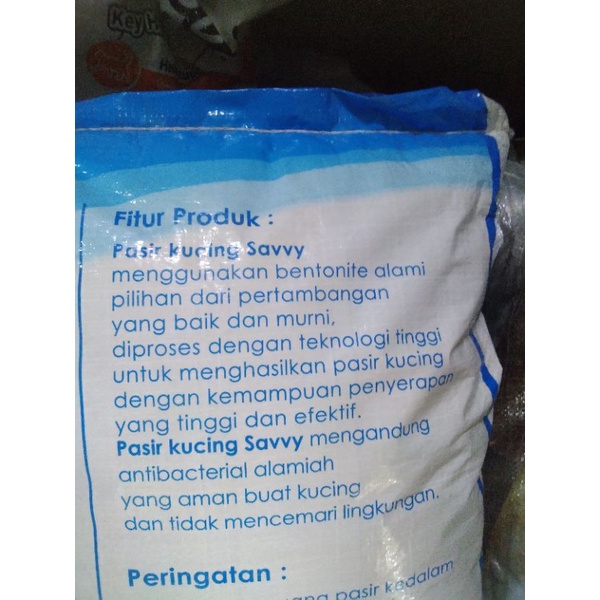 Key
Fitur Produk :
Pasir kucing Savvy
menggunakan bentonite alami
pilihan dari pertambangan
yang baik dan murni,
diproses dengan teknologi tinggi
untuk menghasilkan pasir kucing
dengan kemampuan penyerapan
yang tinggi dan efektif.
Pasir kucing Savvy mengandung
antibacterial alamiah
yang aman buat kucing
dan tidak mencemari lingkungan.
Peringatan :
pasir kedalam